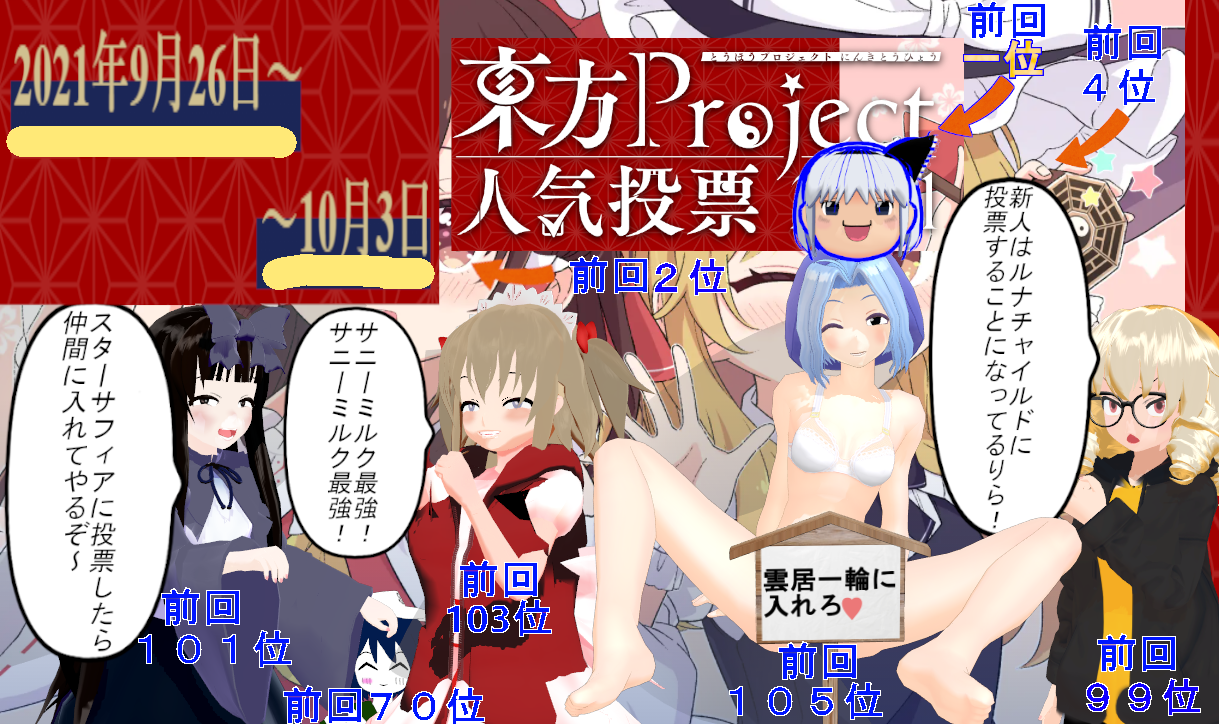 2021年9月26日～
～10月3日
とうほうプロジェクト にんきとうひょう
東方Project
人気投票
前回
一位
前回
４位
前回２位
新人はルナチャイルドに
投票することになってるりら！
サニーミルク最強！
サニーミルク最強！
スターサファイアに投票したら
仲間に入れてやるぞ～
雲居一輪に
入れろ
前回
１０１位
前回
103位
前回７０位
前回
１０５位
前回
９９位